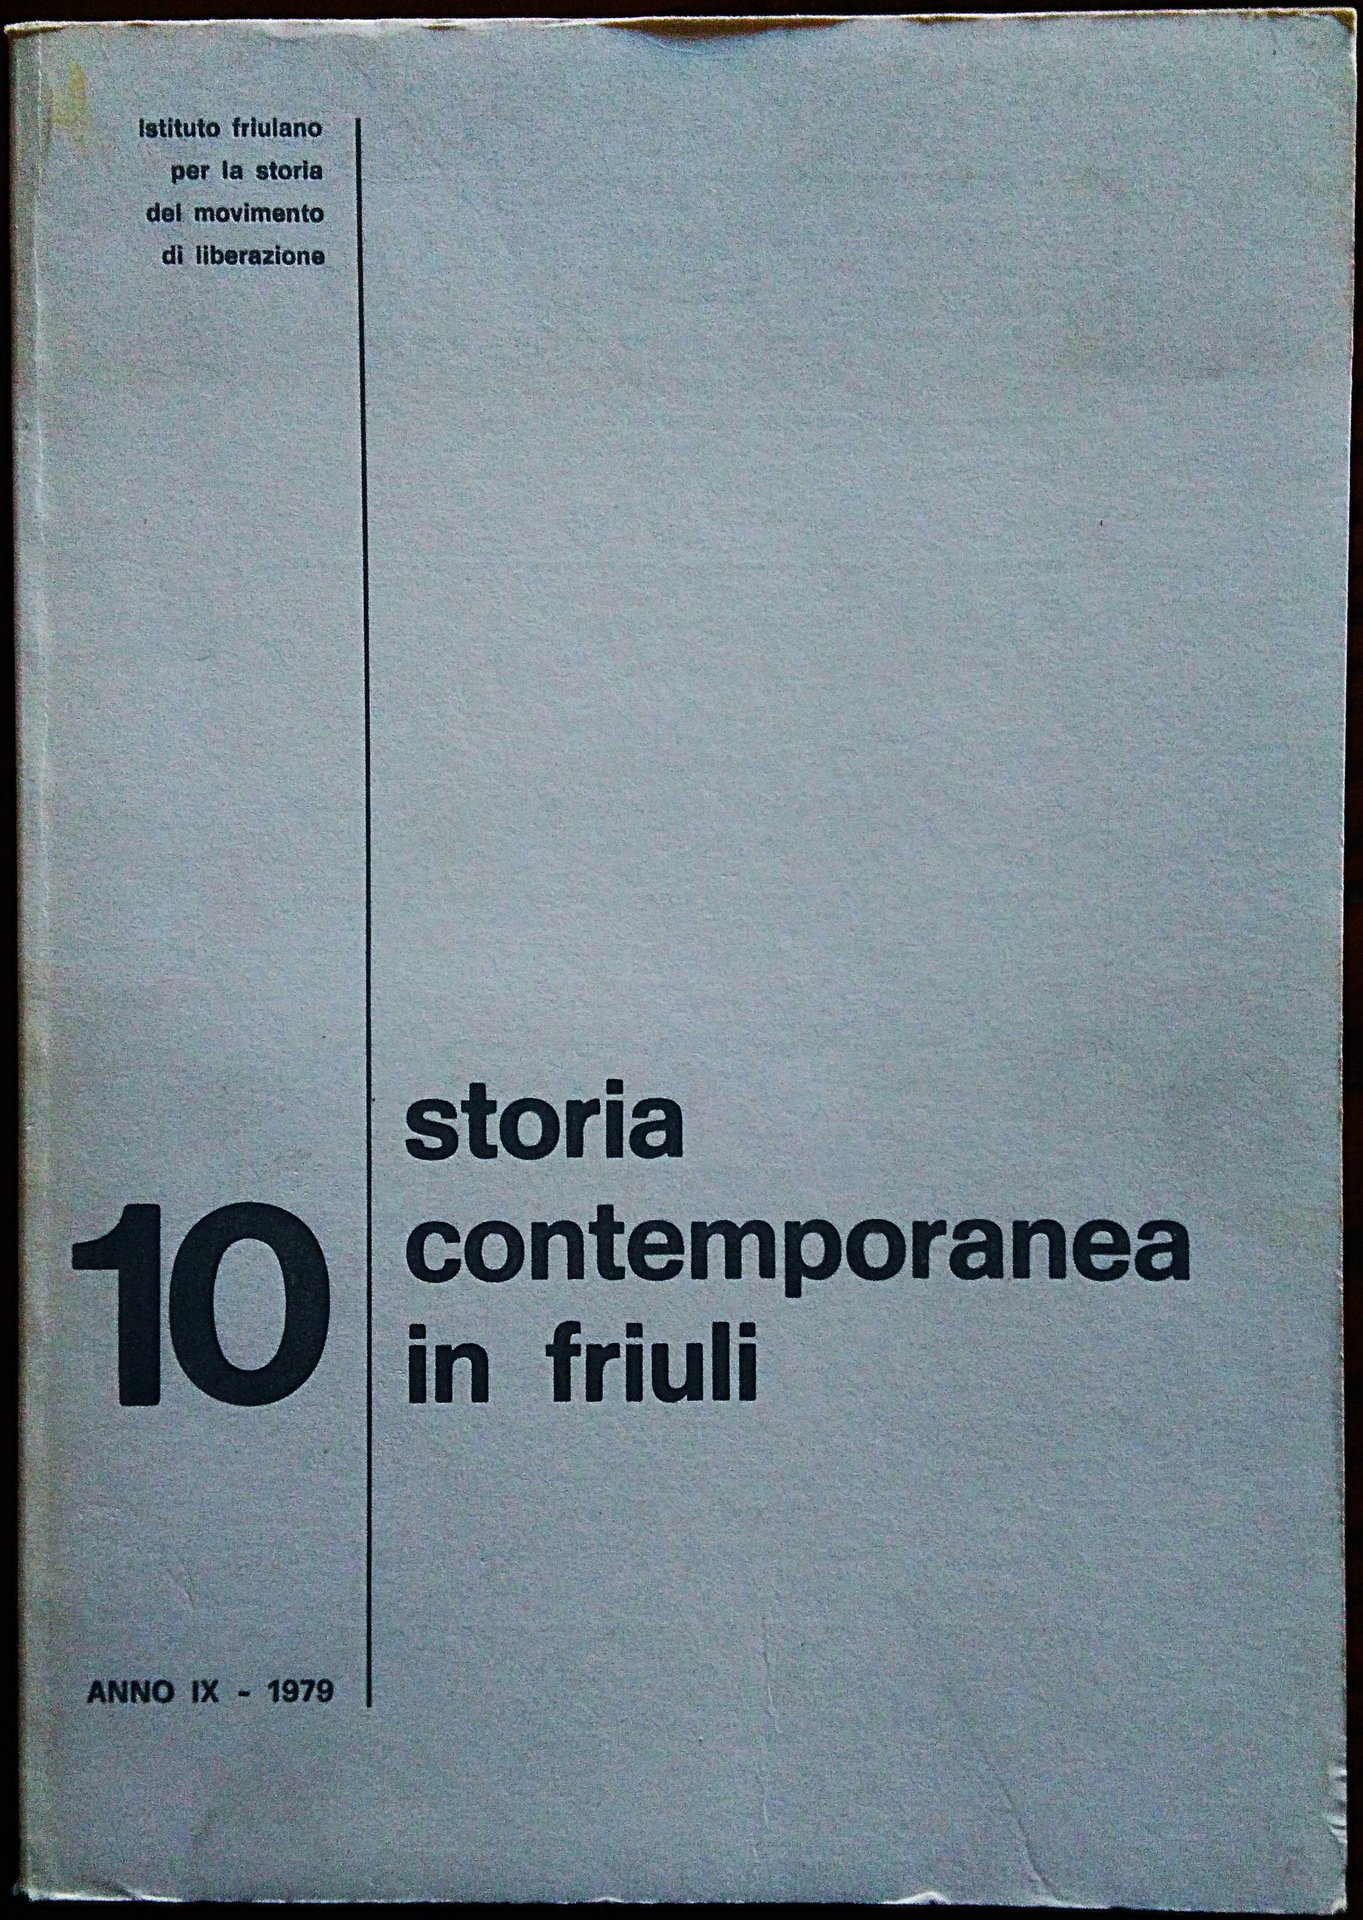 Istituto friulano
per la storia
del movimento
di liberazione
storia
contemporanea
in friuli
10
ANNO IX - 1979